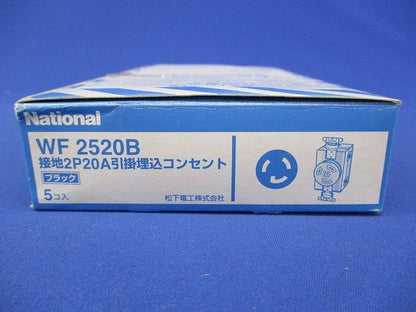 National
WF 2520B
接地2P20A引掛埋込コンセント
ブラック
5コ入
松下電工株式会社